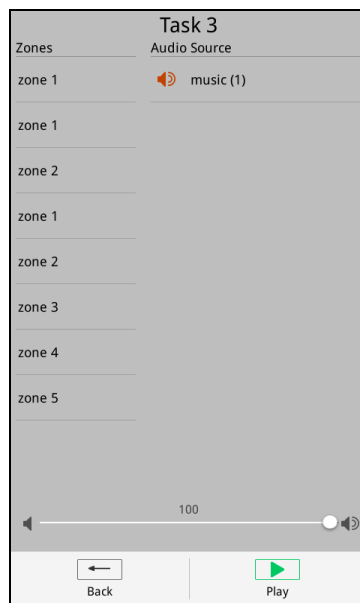 Task 3
Zones
Audio Source
zone 1
music (1)
zone 1
zone 2
zone 1
zone 2
zone 3
zone 4
zone 5
100
Back
Play